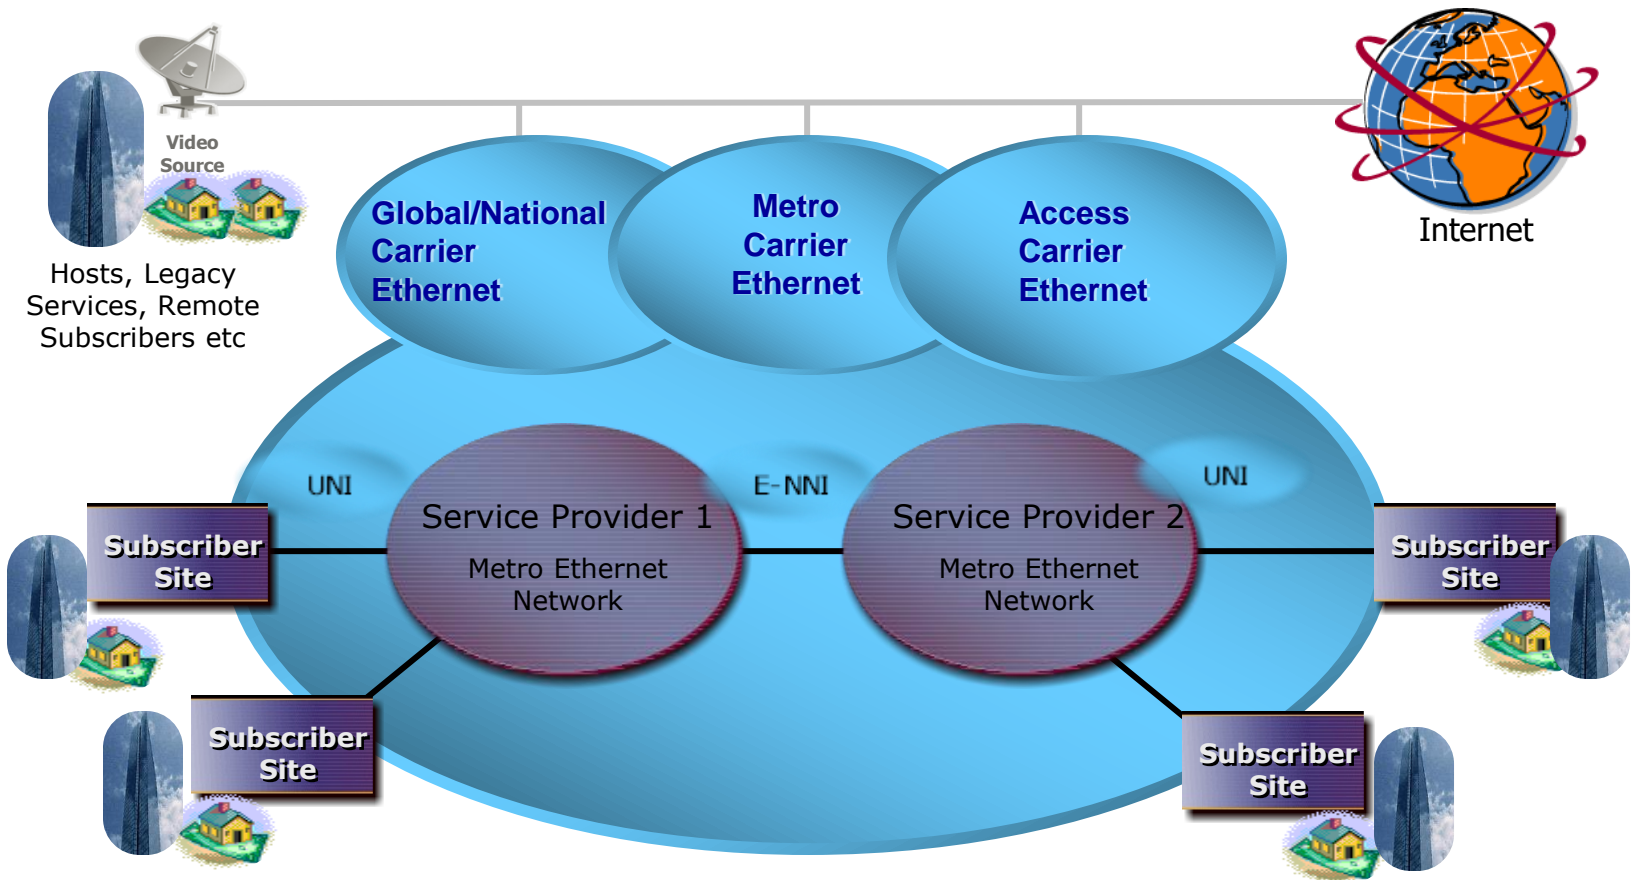 Video
Source
Hosts, Legacy
Services, Remote
Subscribers etc
Global/National
Carrier
Ethernet
Metro
Carrier
Ethernet
Access
Carrier
Ethernet
Internet
UNI
E-NNI
UNI
Service Provider 1
Metro Ethernet
Network
Service Provider 2
Metro Ethernet
Network
Subscriber
Site
Subscriber
Site
Subscriber
Site
Subscriber
Site